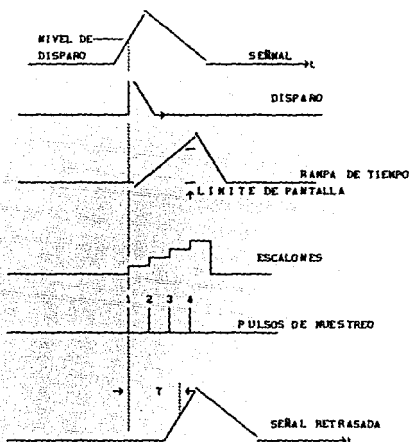 NIVEL DE
DISPARO
SEÑAL
t
DISPARO
RAMPA DE TIEMPO
LIMITE DE PANTALLA
ESCALONES
1 2 3 4
PULSOS DE MUESTREO
T
SEÑAL RETRASADA
t